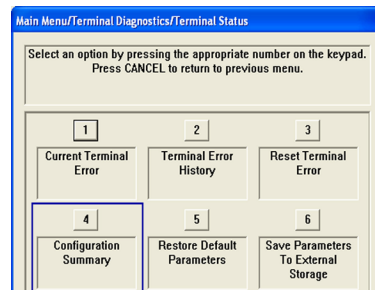 Main Menu/Terminal Diagnostics/Terminal Status
Select an option by pressing the appropriate number on the keypad.
Press CANCEL to return to previous menu.
1
2
3
Current Terminal
Error
Terminal Error
History
Reset Terminal
Error
4
5
6
Configuration
Summary
Restore Default
Parameters
Save Parameters
To External
Storage